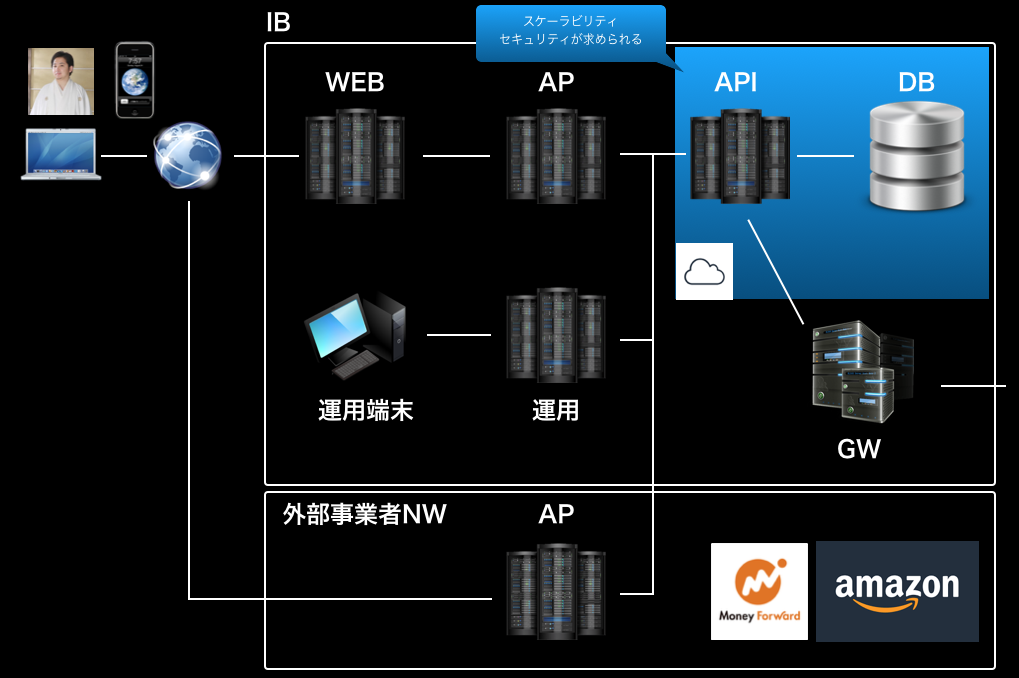 IB
スケーラビリティ
セキュリティが求められる
WEB
AP
API
DB
運用端末
運用
GW
外部事業者NW
AP
Money Forward
amazon